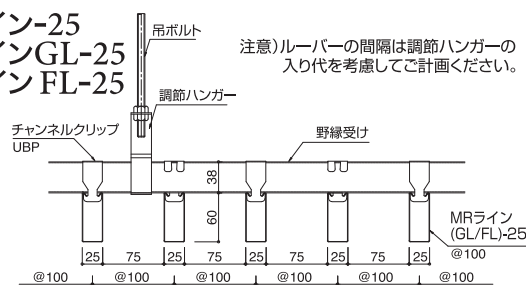 イン-25
インGL-25
イン FL-25
吊ボルト
注意)ルーバーの間隔は調節ハンガーの
入り代を考慮してご計画ください。
調節ハンガー
チャンネルクリップ
UBP
野縁受け
38
60
MRライン
(GL/FL)-25
@100
25 75 25 75 25 75 25 75 25
@100 @100 @100 @100 @100 @100